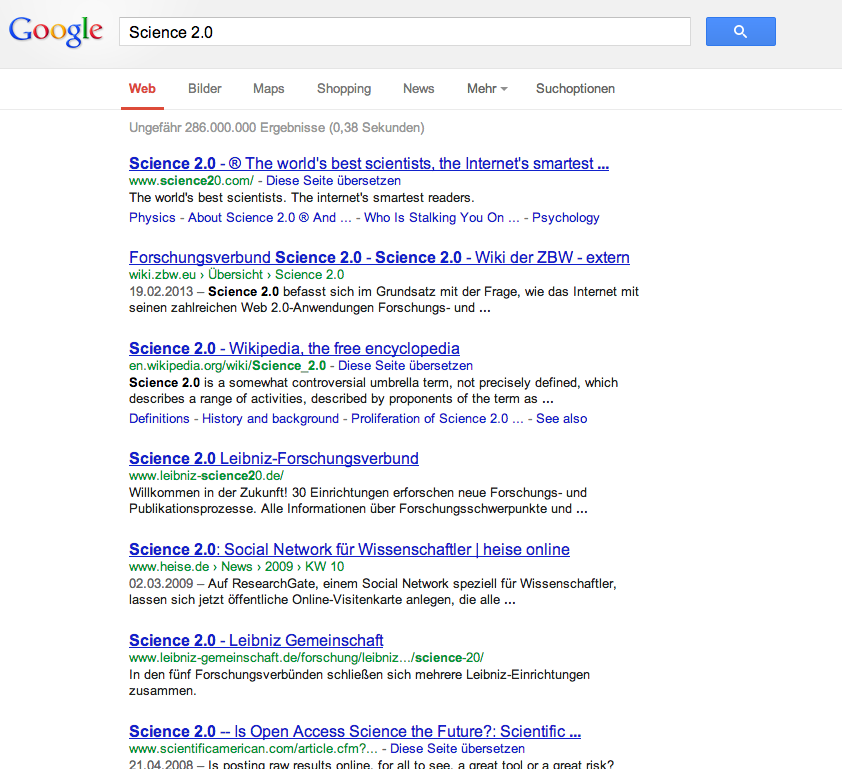 Google Science 2.0
Web Bilder Maps Shopping News Mehr Suchoptionen
Ungefähr 286.000.000 Ergebnisse (0,38 Sekunden)
Science 2.0 - ® The world's best scientists, the Internet's smartest ...
www.science20.com/ - Diese Seite übersetzen
The world's best scientists. The internet's smartest readers.
Physics - About Science 2.0 ® And ... - Who Is Stalking You On ... - Psychology
Forschungsverbund Science 2.0 - Science 2.0 - Wiki der ZBW - extern
wiki.zbw.eu › Übersicht › Science 2.0
19.02.2013 – Science 2.0 befasst sich im Grundsatz mit der Frage, wie das Internet mit
seinen zahlreichen Web 2.0-Anwendungen Forschungs- und ...
Science 2.0 - Wikipedia, the free encyclopedia
en.wikipedia.org/wiki/Science_2.0 - Diese Seite übersetzen
Science 2.0 is a somewhat controversial umbrella term, not precisely defined, which
describes a range of activities, described by proponents of the term as ...
Definitions - History and background - Proliferation of Science 2.0 ... - See also
Science 2.0 Leibniz-Forschungsverbund
www.leibniz-science20.de/
Willkommen in der Zukunft! 30 Einrichtungen erforschen neue Forschungs- und
Publikationsprozesse. Alle Informationen über Forschungsschwerpunkte und ...
Science 2.0: Social Network für Wissenschaftler | heise online
www.heise.de › News › 2009 › KW 10
02.03.2009 – Auf ResearchGate, einem Social Network speziell für Wissenschaftler,
lassen sich jetzt öffentliche Online-Visitenkarte anlegen, die alle ...
Science 2.0 - Leibniz Gemeinschaft
www.leibniz-gemeinschaft.de/forschung/leibniz.../science-20/
In den fünf Forschungsverbünden schließen sich mehrere Leibniz-Einrichtungen
zusammen.
Science 2.0 -- Is Open Access Science the Future?: Scientific ...
www.scientificamerican.com/article.cfm?... - Diese Seite übersetzen
21.04.2008 – Is posting raw results online, for all to see, a great tool or a great risk?